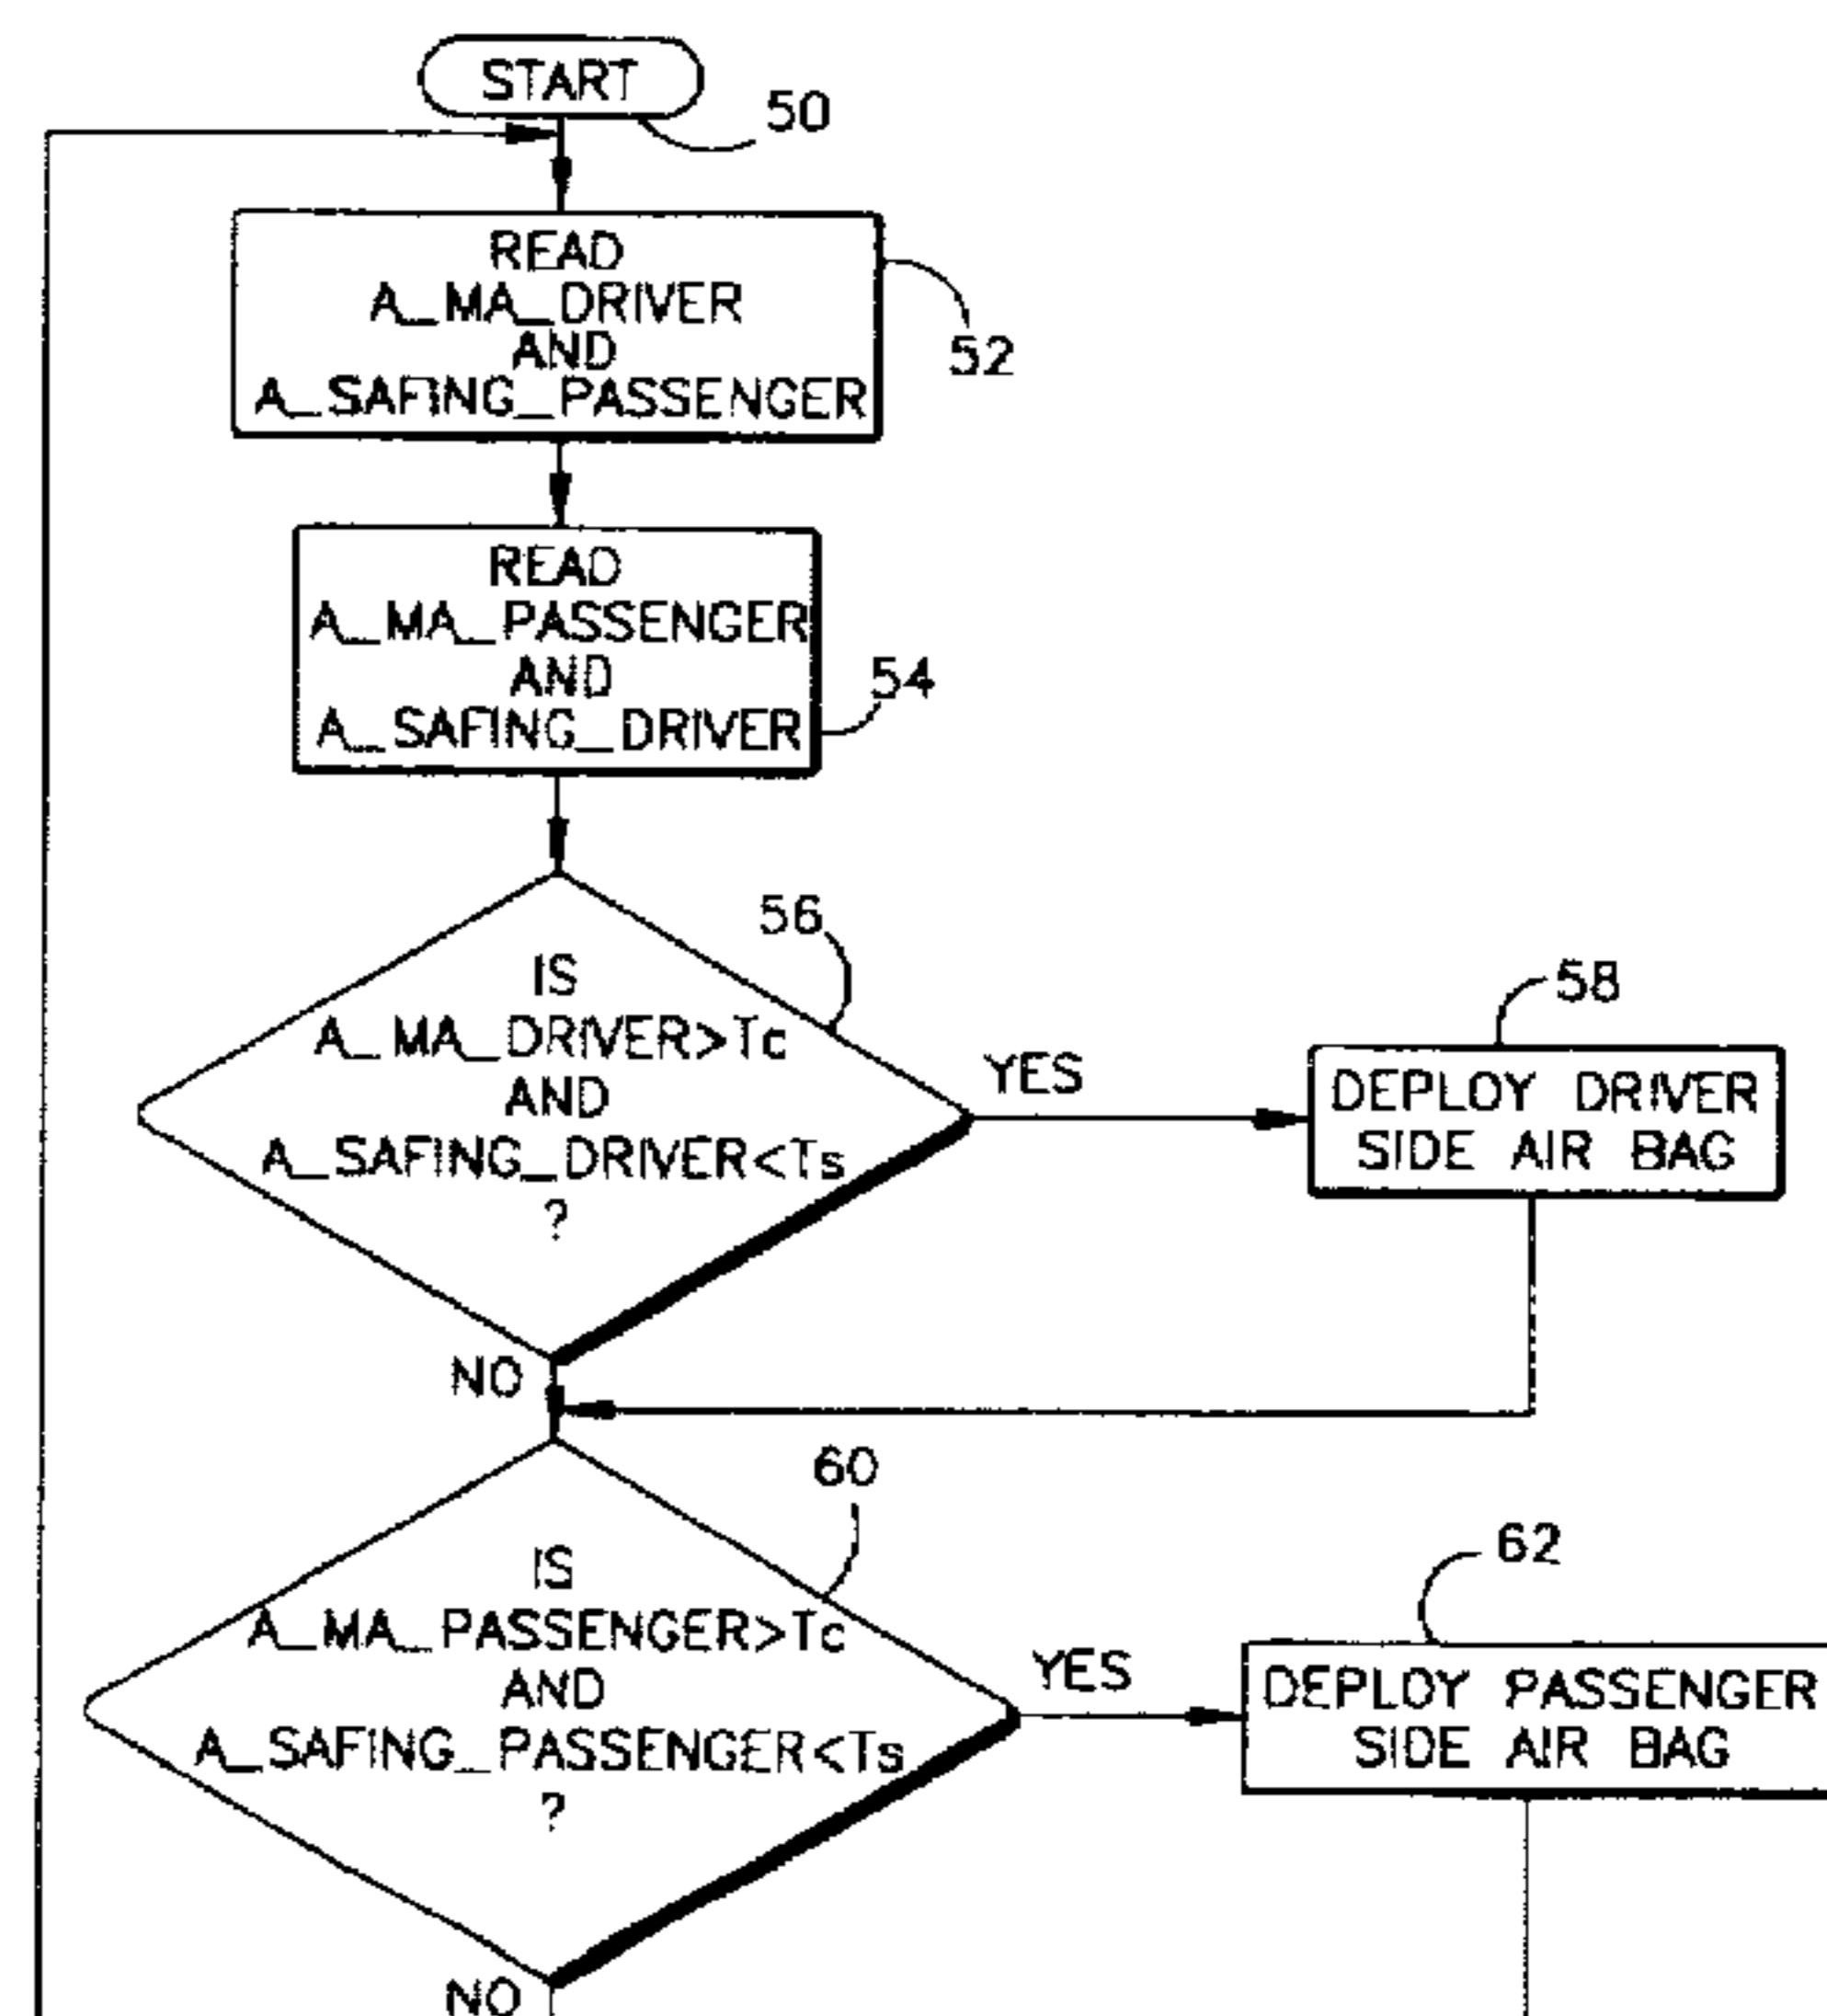 START
50
READ
A_MA_DRIVER
AND
A_SAFING_PASSENGER
52
READ
A_MA_PASSENGER
AND
A_SAFING_DRIVER
54
56
IS
A_MA_DRIVER>Tc
AND
A_SAFING_DRIVER<Ts
?
YES
58
DEPLOY DRIVER
SIDE AIR BAG
NO
60
IS
A_MA_PASSENGER>Tc
AND
A_SAFING_PASSENGER<Ts
?
YES
62
DEPLOY PASSENGER
SIDE AIR BAG
NO